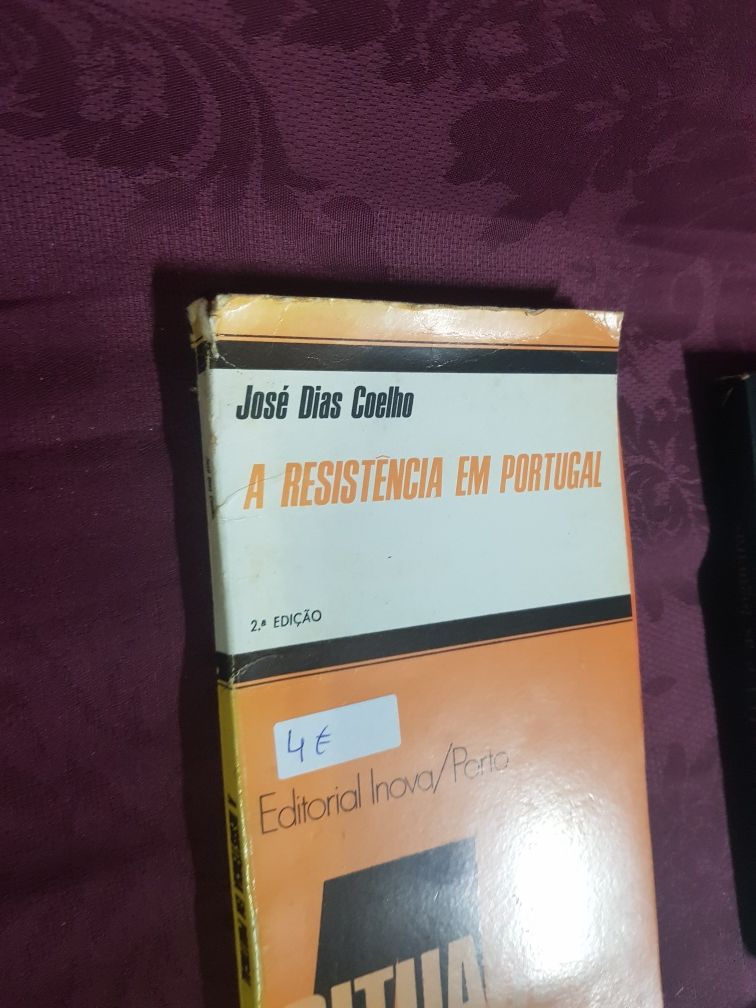 José Dias Coelho
A RESISTÊNCIA EM PORTUGAL
2.ª EDIÇÃO
4 €
Editorial Inova/Porto